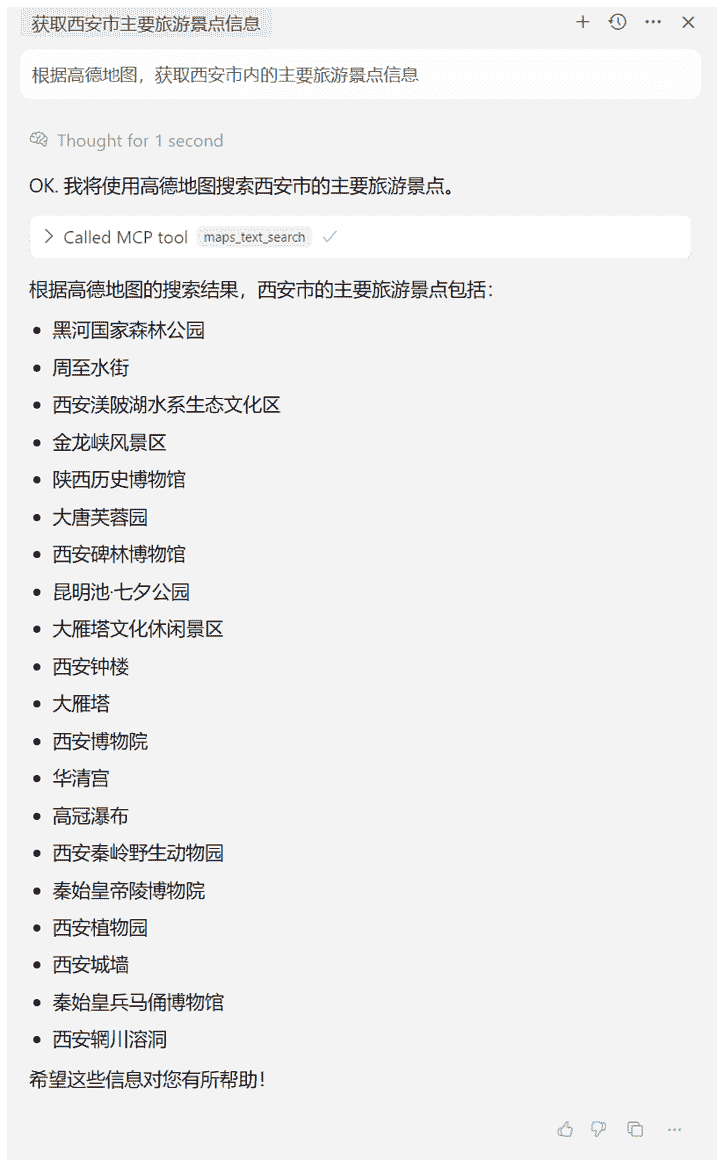 获取西安市主要旅游景点信息
根据高德地图，获取西安市内的主要旅游景点信息
Thought for 1 second
OK. 我将使用高德地图搜索西安市的主要旅游景点。
Called MCP tool maps_text_search
根据高德地图的搜索结果，西安市的主要旅游景点包括：
• 黑河国家森林公园
• 周至水街
• 西安渼陂湖水系生态文化区
• 金龙峡风景区
• 陕西历史博物馆
• 大唐芙蓉园
• 西安碑林博物馆
• 昆明池·七夕公园
• 大雁塔文化休闲景区
• 西安钟楼
• 大雁塔
• 西安博物院
• 华清宫
• 高冠瀑布
• 西安秦岭野生动物园
• 秦始皇帝陵博物院
• 西安植物园
• 西安城墙
• 秦始皇兵马俑博物馆
• 西安辋川溶洞
希望这些信息对您有所帮助！